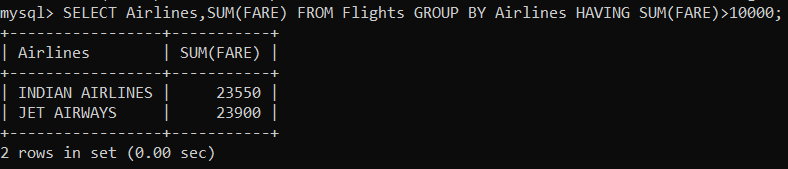 mysql> SELECT Airlines,SUM(FARE) FROM Flights GROUP BY Airlines HAVING SUM(FARE)>10000;
+-----------------+-----------+
| Airlines        | SUM(FARE) |
+-----------------+-----------+
| INDIAN AIRLINES |     23550 |
| JET AIRWAYS     |     23900 |
+-----------------+-----------+
2 rows in set (0.00 sec)